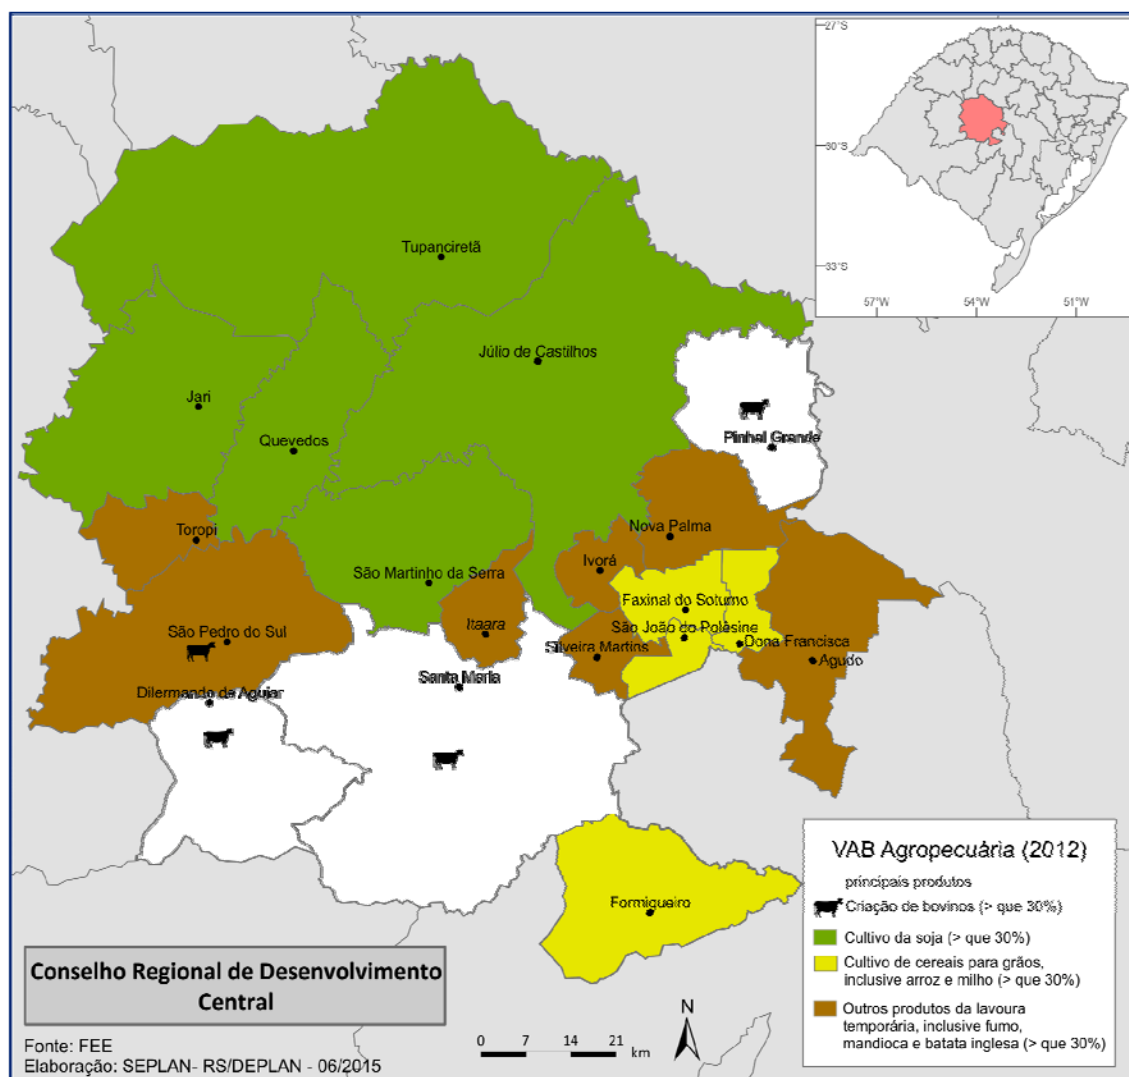 27°S
30°S
33°S
57°W
54°W
51°W
Tupanciretã
Júlio de Castilhos
Jari
Quevedos
Pinhal Grande
Toropi
Nova Palma
Ivorá
São Martinho da Serra
Faxinal do Soturno
Itaara
São Pedro do Sul
São João do Polêsine
Silveira Martins
Dona Francisca
Agudo
Santa Maria
Dilermando de Aguiar
Formigueiro
VAB Agropecuária (2012)
principais produtos
Criação de bovinos (> que 30%)
Cultivo da soja (> que 30%)
Cultivo de cereais para grãos,
inclusive arroz e milho (> que 30%)
Outros produtos da lavoura
temporária, inclusive fumo,
mandioca e batata inglesa (> que 30%)
Conselho Regional de Desenvolvimento
Central
N
0 7 14 21
km
Fonte: FEE
Elaboração: SEPLAN- RS/DEPLAN - 06/2015